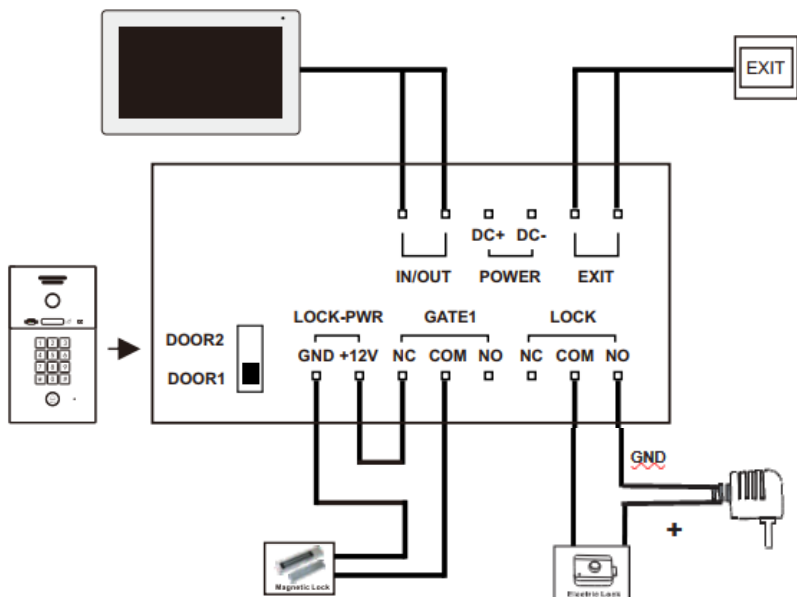 EXIT
DC+ DC-
IN/OUT POWER EXIT
LOCK-PWR GATE1 LOCK
DOOR2
GND +12V NC COM NO NC COM NO
DOOR1
GND
+
Magnetic Lock
Electric Lock